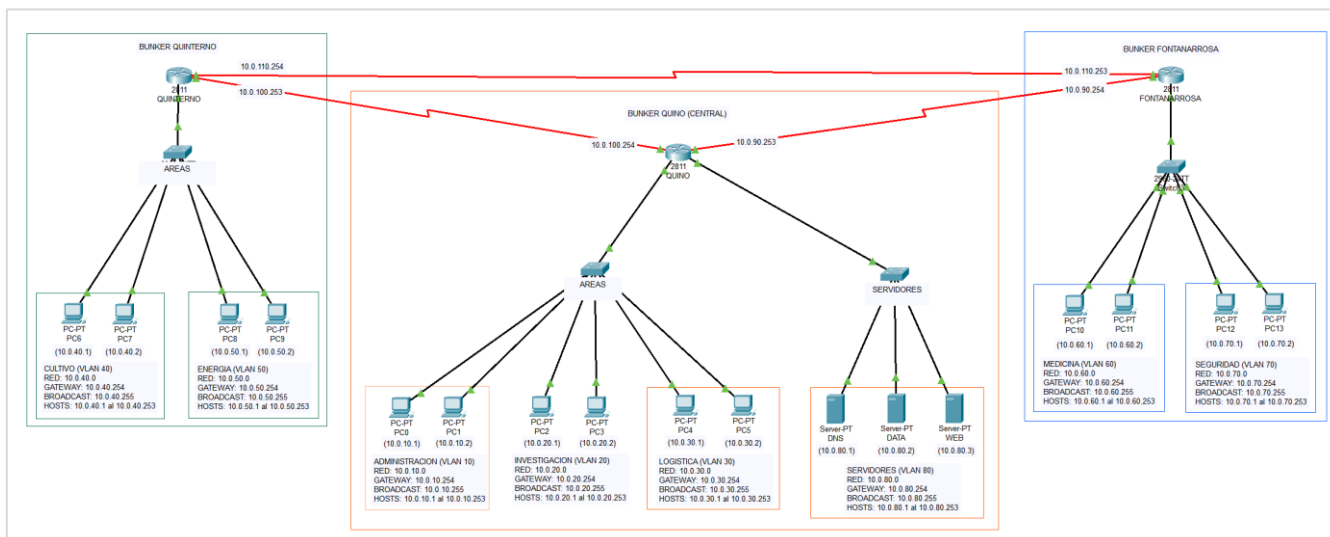 BUNKER QUINTERNO
10.0.110.254
2811
QUINTERNO
10.0.100.253
AREAS
PC-PT
PC6
(10.0.40.1)
PC-PT
PC7
(10.0.40.2)
PC-PT
PC8
(10.0.50.1)
PC-PT
PC9
(10.0.50.2)
CULTIVO (VLAN 40)
RED: 10.0.40.0
GATEWAY: 10.0.40.254
BROADCAST: 10.0.40.255
HOSTS: 10.0.40.1 al 10.0.40.253
ENERGIA (VLAN 50)
RED: 10.0.50.0
GATEWAY: 10.0.50.254
BROADCAST: 10.0.50.255
HOSTS: 10.0.50.1 al 10.0.50.253
BUNKER QUINO (CENTRAL)
10.0.100.254
10.0.90.253
2811
QUINO
AREAS
SERVIDORES
PC-PT
PC0
(10.0.10.1)
PC-PT
PC1
(10.0.10.2)
PC-PT
PC2
(10.0.20.1)
PC-PT
PC3
(10.0.20.2)
PC-PT
PC4
(10.0.30.1)
PC-PT
PC5
(10.0.30.2)
Server-PT
DNS
(10.0.80.1)
Server-PT
DATA
(10.0.80.2)
Server-PT
WEB
(10.0.80.3)
ADMINISTRACION (VLAN 10)
RED: 10.0.10.0
GATEWAY: 10.0.10.254
BROADCAST: 10.0.10.255
HOSTS: 10.0.10.1 al 10.0.10.253
INVESTIGACION (VLAN 20)
RED: 10.0.20.0
GATEWAY: 10.0.20.254
BROADCAST: 10.0.20.255
HOSTS: 10.0.20.1 al 10.0.20.253
LOGISTICA (VLAN 30)
RED: 10.0.30.0
GATEWAY: 10.0.30.254
BROADCAST: 10.0.30.255
HOSTS: 10.0.30.1 al 10.0.30.253
SERVIDORES (VLAN 80)
RED: 10.0.80.0
GATEWAY: 10.0.80.254
BROADCAST: 10.0.80.255
HOSTS: 10.0.80.1 al 10.0.80.253
BUNKER FONTANARROSA
10.0.110.253
10.0.90.254
2811
FONTANARROSA
PC-PT
PC10
(10.0.60.1)
PC-PT
PC11
(10.0.60.2)
PC-PT
PC12
(10.0.70.1)
PC-PT
PC13
(10.0.70.2)
MEDICINA (VLAN 60)
RED: 10.0.60.0
GATEWAY: 10.0.60.254
BROADCAST: 10.0.60.255
HOSTS: 10.0.60.1 al 10.0.60.253
SEGURIDAD (VLAN 70)
RED: 10.0.70.0
GATEWAY: 10.0.70.254
BROADCAST: 10.0.70.255
HOSTS: 10.0.70.1 al 10.0.70.253